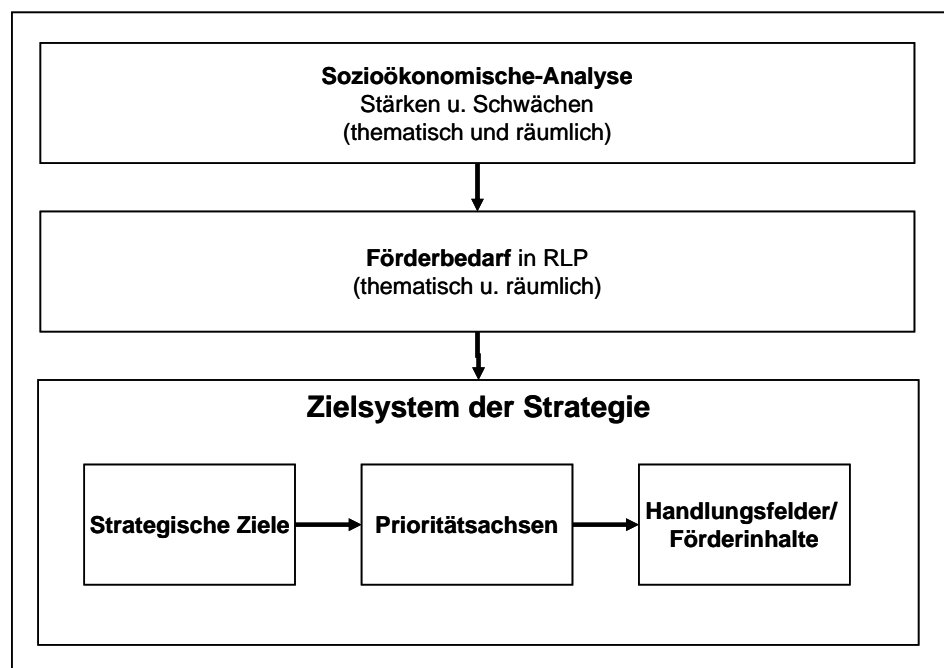 Sozioökonomische-Analyse
Stärken u. Schwächen
(thematisch und räumlich)
Förderbedarf in RLP
(thematisch u. räumlich)
Zielsystem der Strategie
Strategische Ziele
Prioritätsachsen
Handlungsfelder/
Förderinhalte